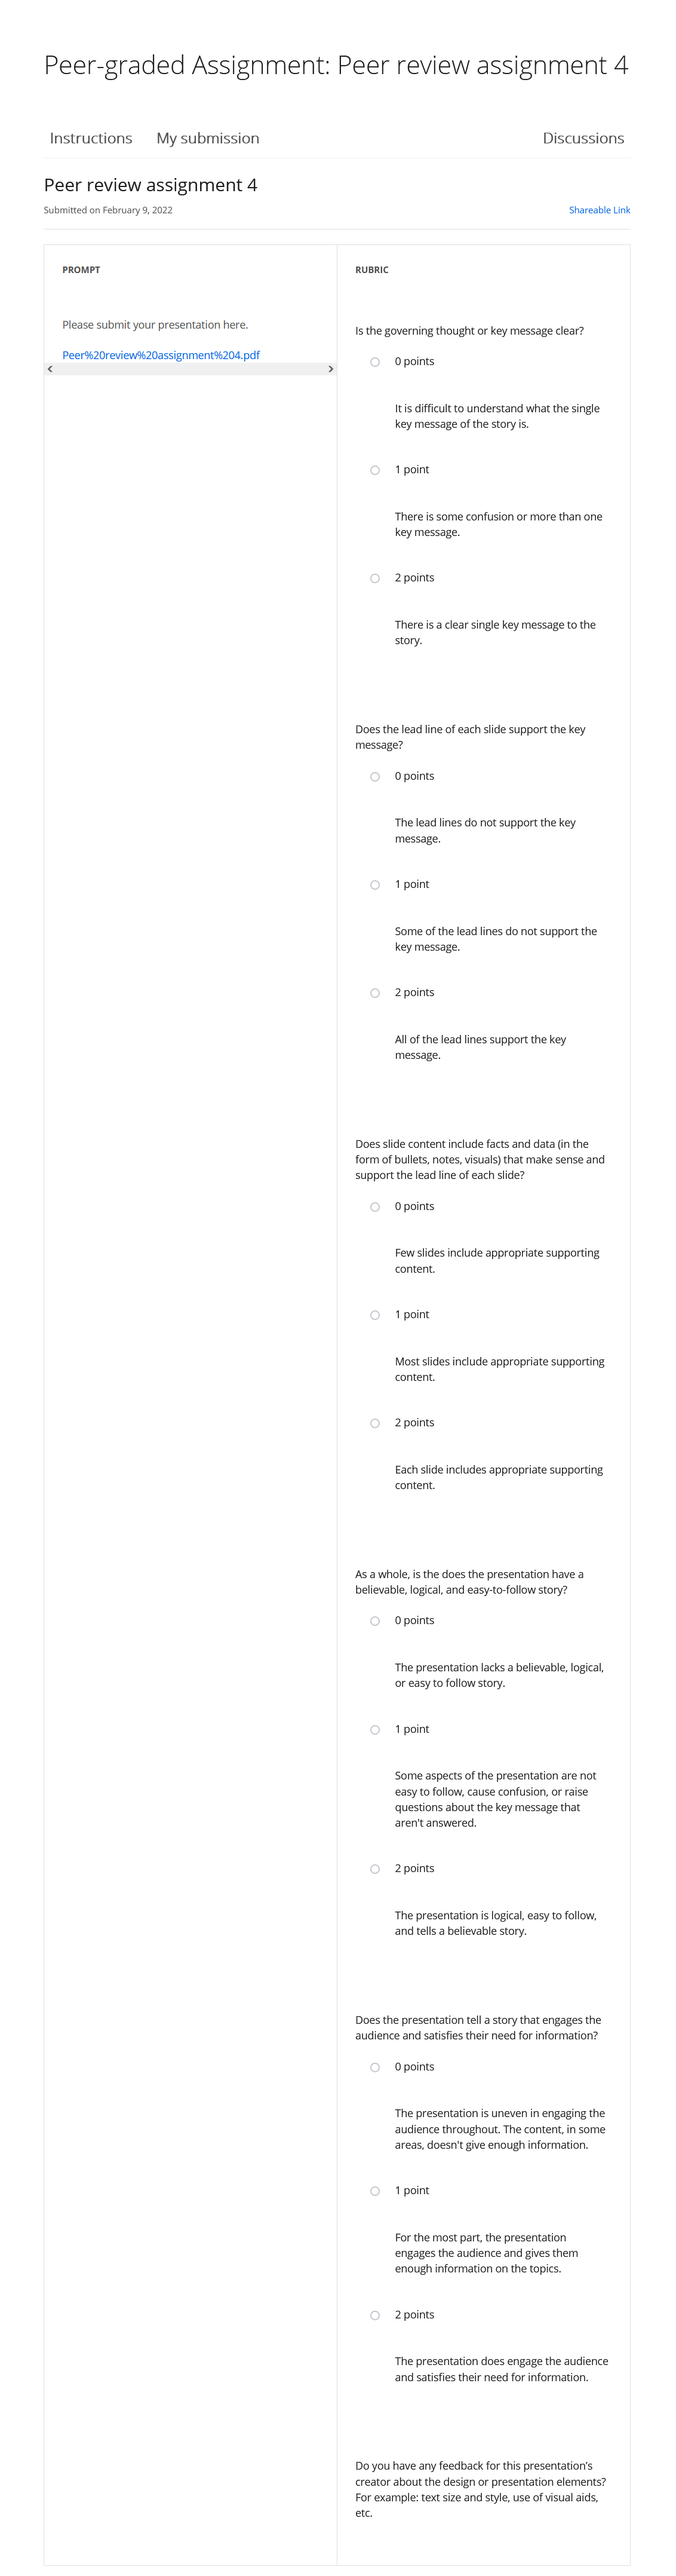 Peer-graded Assignment: Peer review assignment 4
Instructions My submission Discussions
Peer review assignment 4
Submitted on February 9, 2022 Shareable Link
PROMPT
Please submit your presentation here.
Peer%20review%20assignment%204.pdf
RUBRIC
Is the governing thought or key message clear?
0 points
It is difficult to understand what the single
key message of the story is.
1 point
There is some confusion or more than one
key message.
2 points
There is a clear single key message to the
story.
Does the lead line of each slide support the key
message?
0 points
The lead lines do not support the key
message.
1 point
Some of the lead lines do not support the
key message.
2 points
All of the lead lines support the key
message.
Does slide content include facts and data (in the
form of bullets, notes, visuals) that make sense and
support the lead line of each slide?
0 points
Few slides include appropriate supporting
content.
1 point
Most slides include appropriate supporting
content.
2 points
Each slide includes appropriate supporting
content.
As a whole, is the does the presentation have a
believable, logical, and easy-to-follow story?
0 points
The presentation lacks a believable, logical,
or easy to follow story.
1 point
Some aspects of the presentation are not
easy to follow, cause confusion, or raise
questions about the key message that
aren't answered.
2 points
The presentation is logical, easy to follow,
and tells a believable story.
Does the presentation tell a story that engages the
audience and satisfies their need for information?
0 points
The presentation is uneven in engaging the
audience throughout. The content, in some
areas, doesn't give enough information.
1 point
For the most part, the presentation
engages the audience and gives them
enough information on the topics.
2 points
The presentation does engage the audience
and satisfies their need for information.
Do you have any feedback for this presentation's
creator about the design or presentation elements?
For example: text size and style, use of visual aids,
etc.